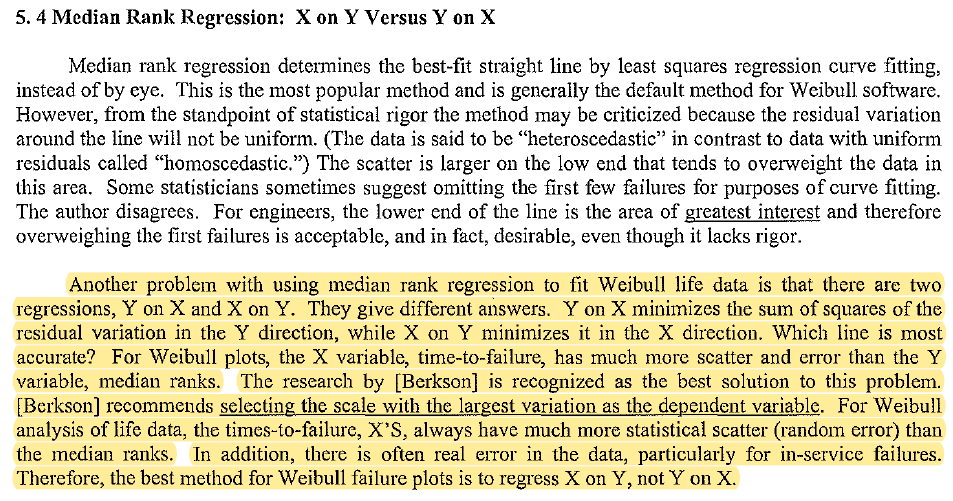 5. 4 Median Rank Regression:  X on Y Versus Y on X
Median rank regression determines the best-fit straight line by least squares regression curve fitting,
instead of by eye.  This is the most popular method and is generally the default method for Weibull software.
However, from the standpoint of statistical rigor the method may be criticized because the residual variation
around the line will not be uniform. (The data is said to be “heteroscedastic” in contrast to data with uniform
residuals called “homoscedastic.”) The scatter is larger on the low end that tends to overweight the data in
this area.  Some statisticians sometimes suggest omitting the first few failures for purposes of curve fitting.
The author disagrees.  For engineers, the lower end of the line is the area of greatest interest and therefore
overweighing the first failures is acceptable, and in fact, desirable, even though it lacks rigor.
Another problem with using median rank regression to fit Weibull life data is that there are two
regressions, Y on X and X on Y.  They give different answers.  Y on X minimizes the sum of squares of the
residual variation in the Y direction, while X on Y minimizes it in the X direction. Which line is most
accurate?  For Weibull plots, the X variable, time-to-failure, has much more scatter and error than the Y
variable, median ranks.  The research by [Berkson] is recognized as the best solution to this problem.
[Berkson] recommends selecting the scale with the largest variation as the dependent variable.  For Weibull
analysis of life data, the times-to-failure, X’S, always have much more statistical scatter (random error) than
the median ranks.  In addition, there is often real error in the data, particularly for in-service failures.
Therefore, the best method for Weibull failure plots is to regress X on Y, not Y on X.